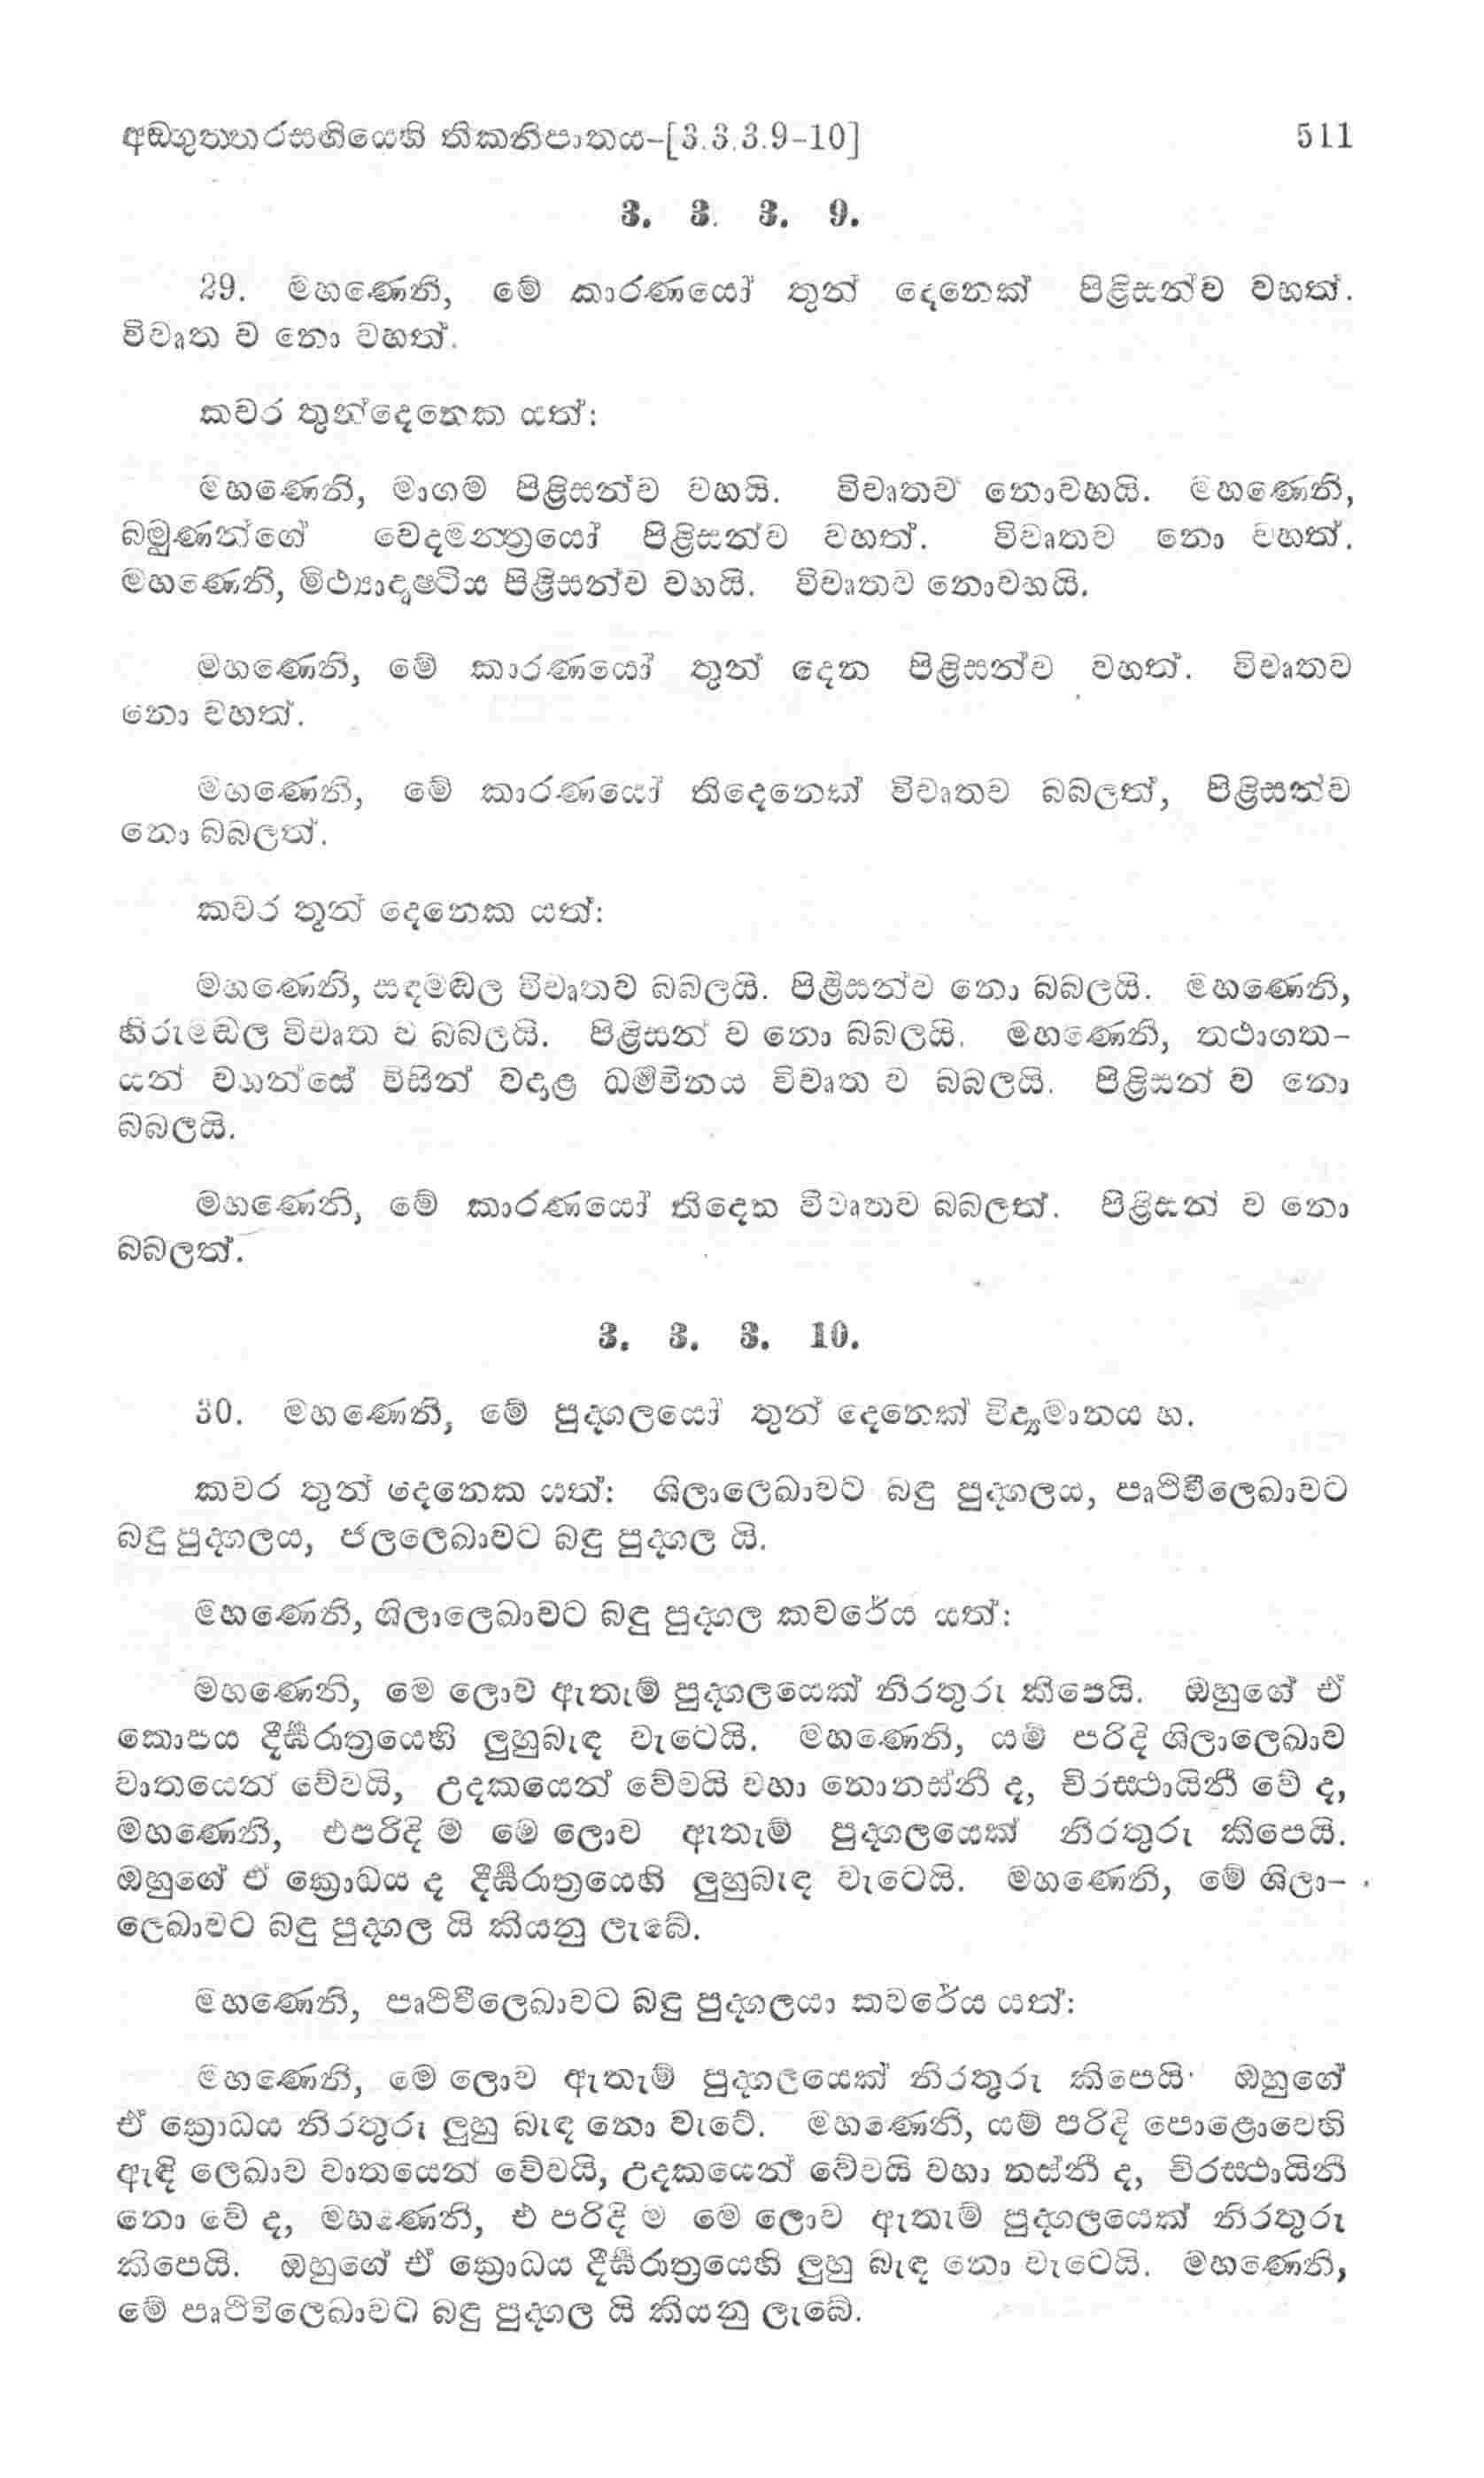 අඞගුත්තරසඟියෙහි තිකනිපාතය-[3.3.3.9-10] 511
3. 3. 3. 9.
29. මහණෙනි, මේ කාරණයෝ තුන් දෙනෙක් පිළිසන්ව වහත්.
විවෘත ව නො වහත්.
කවර තුන්දෙනෙක යත්:
මහණෙනි, මාගම පිළිසන්ව වහයි. විවෘතව නොවහයි. මහණෙනි,
බමුණන්ගේ වෙදමන්ත්‍රයෝ පිළිසන්ව වහත්. විවෘතව නො වහත්.
මහණෙනි, මිථ්‍යාදෘෂටිය පිළිසන්ව වහයි. විවෘතව නොවහයි.
මහණෙනි, මේ කාරණයෝ තුන් දෙන පිළිසන්ව වහත්. විවෘතව
නො වහත්.
මහණෙනි, මේ කාරණයෝ තිදෙනෙක් විවෘතව බබලත්, පිළිසන්ව
නො බබලත්.
කවර තුන් දෙනෙක යත්:
මහණෙනි, සඳමඬල විවෘතව බබලයි. පිළිසන්ව නො බබලයි. මහණෙනි,
හිරුමඬල විවෘත ව බබලයි. පිළිසන් ව නො බබලයි. මහණෙනි, තථාගත-
යන් වහන්සේ විසින් වදාළ ධර්‍මවිනය විවෘත ව බබලයි. පිළිසන් ව නො
බබලයි.
මහණෙනි, මේ කාරණයෝ තිදෙන විවෘතව බබලත්. පිළිසන් ව නො
බබලත්.
3. 3. 3. 10.
30. මහණෙනි, මේ පුද්ගලයෝ තුන් දෙනෙක් විද්‍යමානය හ.
කවර තුන් දෙනෙක යත්: ශිලාලෙඛාවට බඳු පුද්ගලය, පෘථිවීලෙඛාවට
බඳු පුද්ගලය, ජලලෙඛාවට බඳු පුද්ගල යි.
මහණෙනි, ශිලාලෙඛාවට බඳු පුද්ගල කවරේය යත්:
මහණෙනි, මෙ ලොව ඇතැම් පුද්ගලයෙක් නිරතුරු කිපෙයි. ඔහුගේ ඒ
කොපය දීර්‍ඝරාත්‍රයෙහි ලුහුබැඳ වැටෙයි. මහණෙනි, යම් පරිදි ශිලාලෙඛාව
වාතයෙන් වේවයි, උදකයෙන් වේවයි වහා නොනස්නී ද, චිරස්ථායිනී වේ ද,
මහණෙනි, එපරිදි ම මෙ ලොව ඇතැම් පුද්ගලයෙක් නිරතුරු කිපෙයි.
ඔහුගේ ඒ ක්‍රොධය ද දීර්‍ඝරාත්‍රයෙහි ලුහුබැඳ වැටෙයි. මහණෙනි, මේ ශිලා-
ලෙඛාවට බඳු පුද්ගල යි කියනු ලැබේ.
මහණෙනි, පෘථිවීලෙඛාවට බඳු පුද්ගලයා කවරේය යත්:
මහණෙනි, මෙ ලොව ඇතැම් පුද්ගලයෙක් නිරතුරු කිපෙයි. ඔහුගේ
ඒ ක්‍රොධය නිරතුරු ලුහු බැඳ නො වැටේ. මහණෙනි, යම් පරිදි පොළොවෙහි
ඇඳි ලෙඛාව වාතයෙන් වේවයි, උදකයෙන් වේවයි වහා නස්නී ද, චිරස්ථායිනී
නො වේ ද, මහණෙනි, එ පරිදි ම මෙ ලොව ඇතැම් පුද්ගලයෙක් නිරතුරු
කිපෙයි. ඔහුගේ ඒ ක්‍රොධය දීර්‍ඝරාත්‍රයෙහි ලුහු බැඳ නො වැටෙයි. මහණෙනි,
මේ පෘථිවිලෙඛාවට බඳු පුද්ගල යි කියනු ලැබේ.